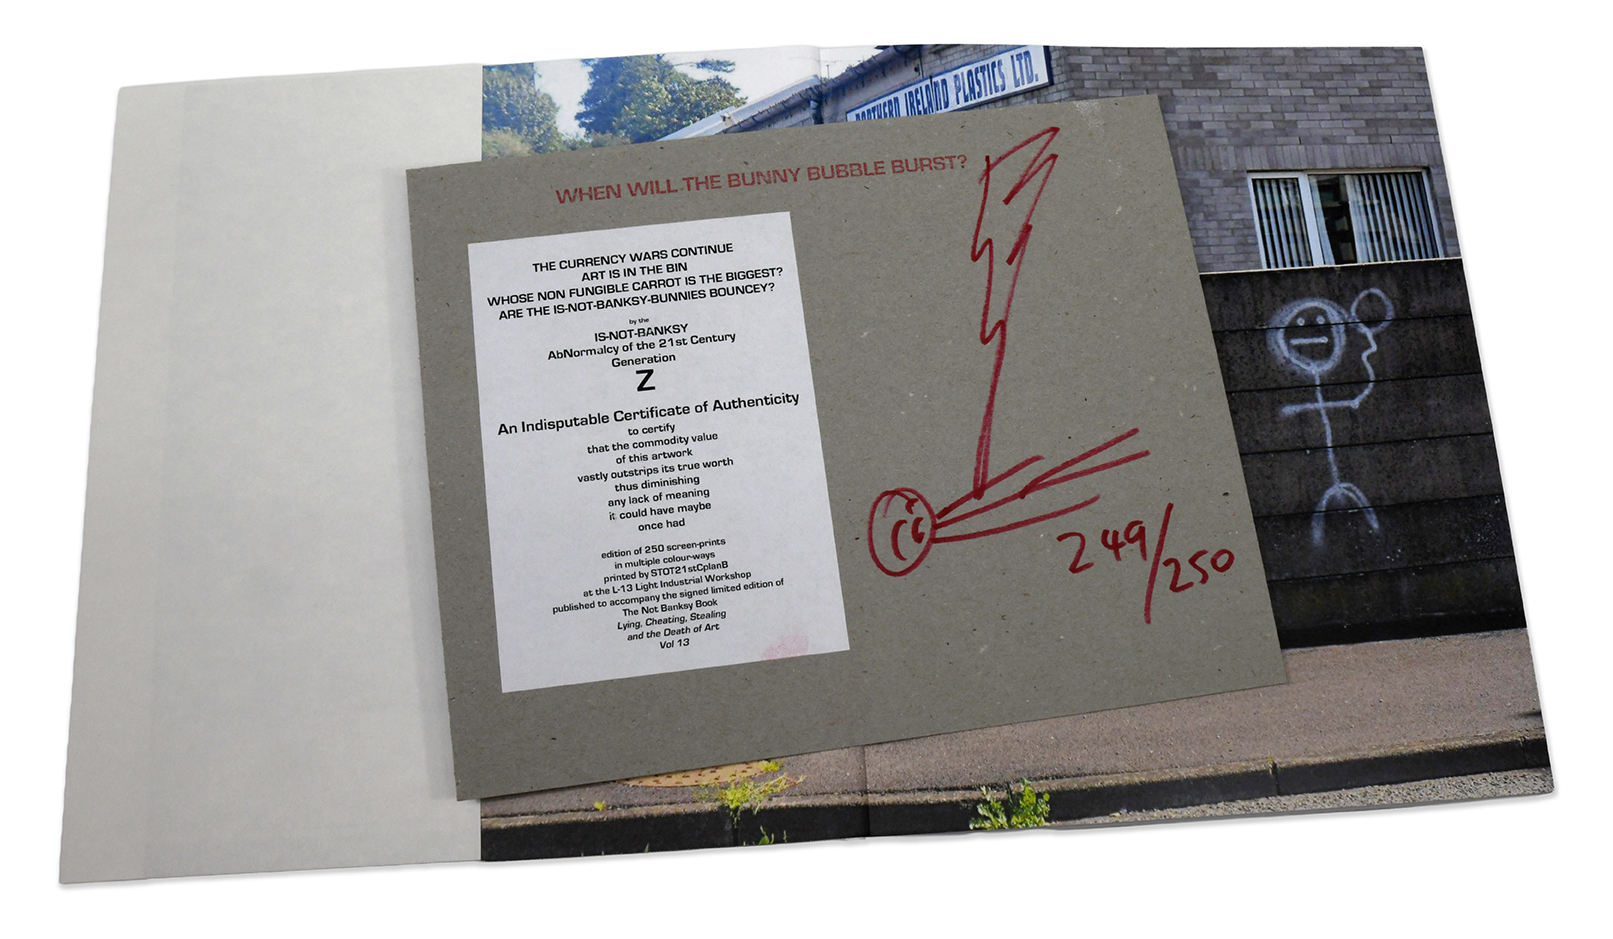 NORTHERN IRELAND PLASTICS LTD.
WHEN WILL THE BUNNY BUBBLE BURST?
THE CURRENCY WARS CONTINUE
ART IS IN THE BIN
WHOSE NON FUNGIBLE CARROT IS THE BIGGEST?
ARE THE IS-NOT-BANKSY-BUNNIES BOUNCEY?
by the
IS-NOT-BANKSY
AbNormalcy of the 21st Century
Generation
Z
An Indisputable Certificate of Authenticity
to certify
that the commodity value
of this artwork
vastly outstrips its true worth
thus diminishing
any lack of meaning
it could have maybe
once had
edition of 250 screen-prints
in multiple colour-ways
printed by STOT21stCplanB
at the L-13 Light Industrial Workshop
published to accompany the signed limited edition of
The Not Banksy Book
Lying, Cheating, Stealing
and the Death of Art
Vol 13
249/250